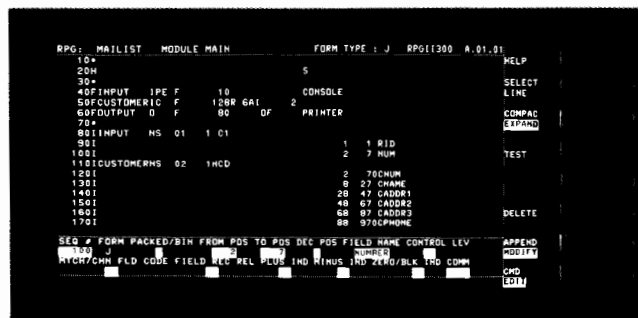 RPG: MAILIST MODULE MAIN FORM TYPE : J RPGII300 A.01.01
10*
20H S
30*
40FINPUT IPE F 10 CONSOLE
50FCUSTOMERIC F 128R 6AI 2
60FOUTPUT O F 80 OF PRINTER
70*
80IINPUT NS 01 1 C1
90I 1 1 RID
100I 2 7 NUM
110ICUSTOMERNS 02 1NCD
120I 2 70CNUM
130I 8 27 CNAME
140I 28 47 CADDR1
150I 48 67 CADDR2
160I 68 87 CADDR3
170I 88 970CPHONE
SEQ # FORM PACKED/BIN FROM POS TO POS DEC POS FIELD NAME CONTROL LEV
100 J 2 7 NUMBER
MTCH/CHN FLD CODE FIELD REC REL PLUS IND MINUS IND ZERO/BLK IND COMM
HELP
SELECT
LINE
COMPAC
EXPAND
TEST
DELETE
APPEND
MODIFY
CMD
EDIT